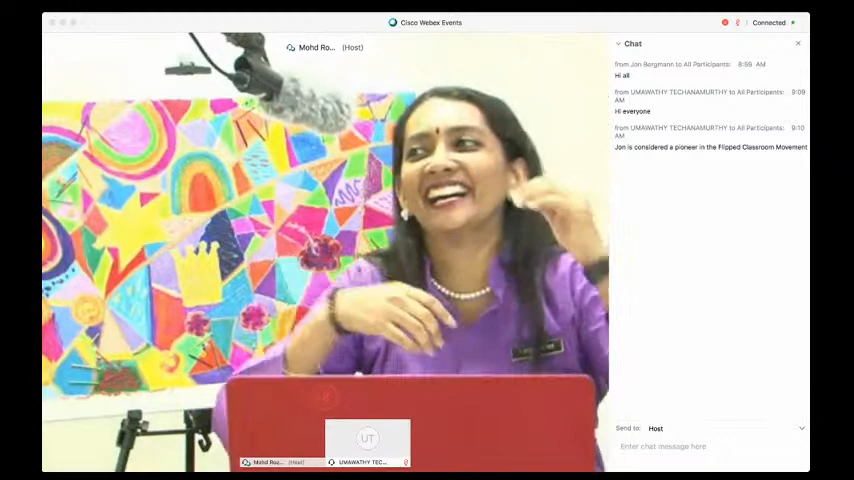 Cisco Webex Events
Connected
Mohd Ro... (Host)
Chat
from Jon Bergmann to All Participants: 8:59 AM
Hi all
from UMAWATHY TECHANAMURTHY to All Participants: 9:09
AM
Hi everyone
from UMAWATHY TECHANAMURTHY to All Participants: 9:10
AM
Jon is considered a pioneer in the Flipped Classroom Movement
UT
Mohd Roz... (Host)
UMAWATHY TEC...
Send to: Host
Enter chat message here